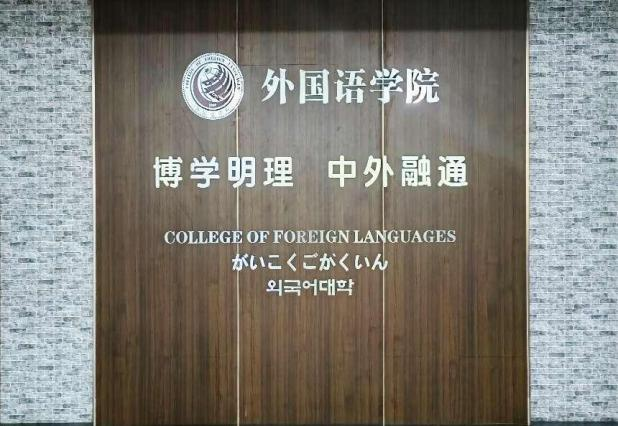 外国语学院
博学明理 中外融通
COLLEGE OF FOREIGN LANGUAGES
がいこくごがくいん
외국어대학